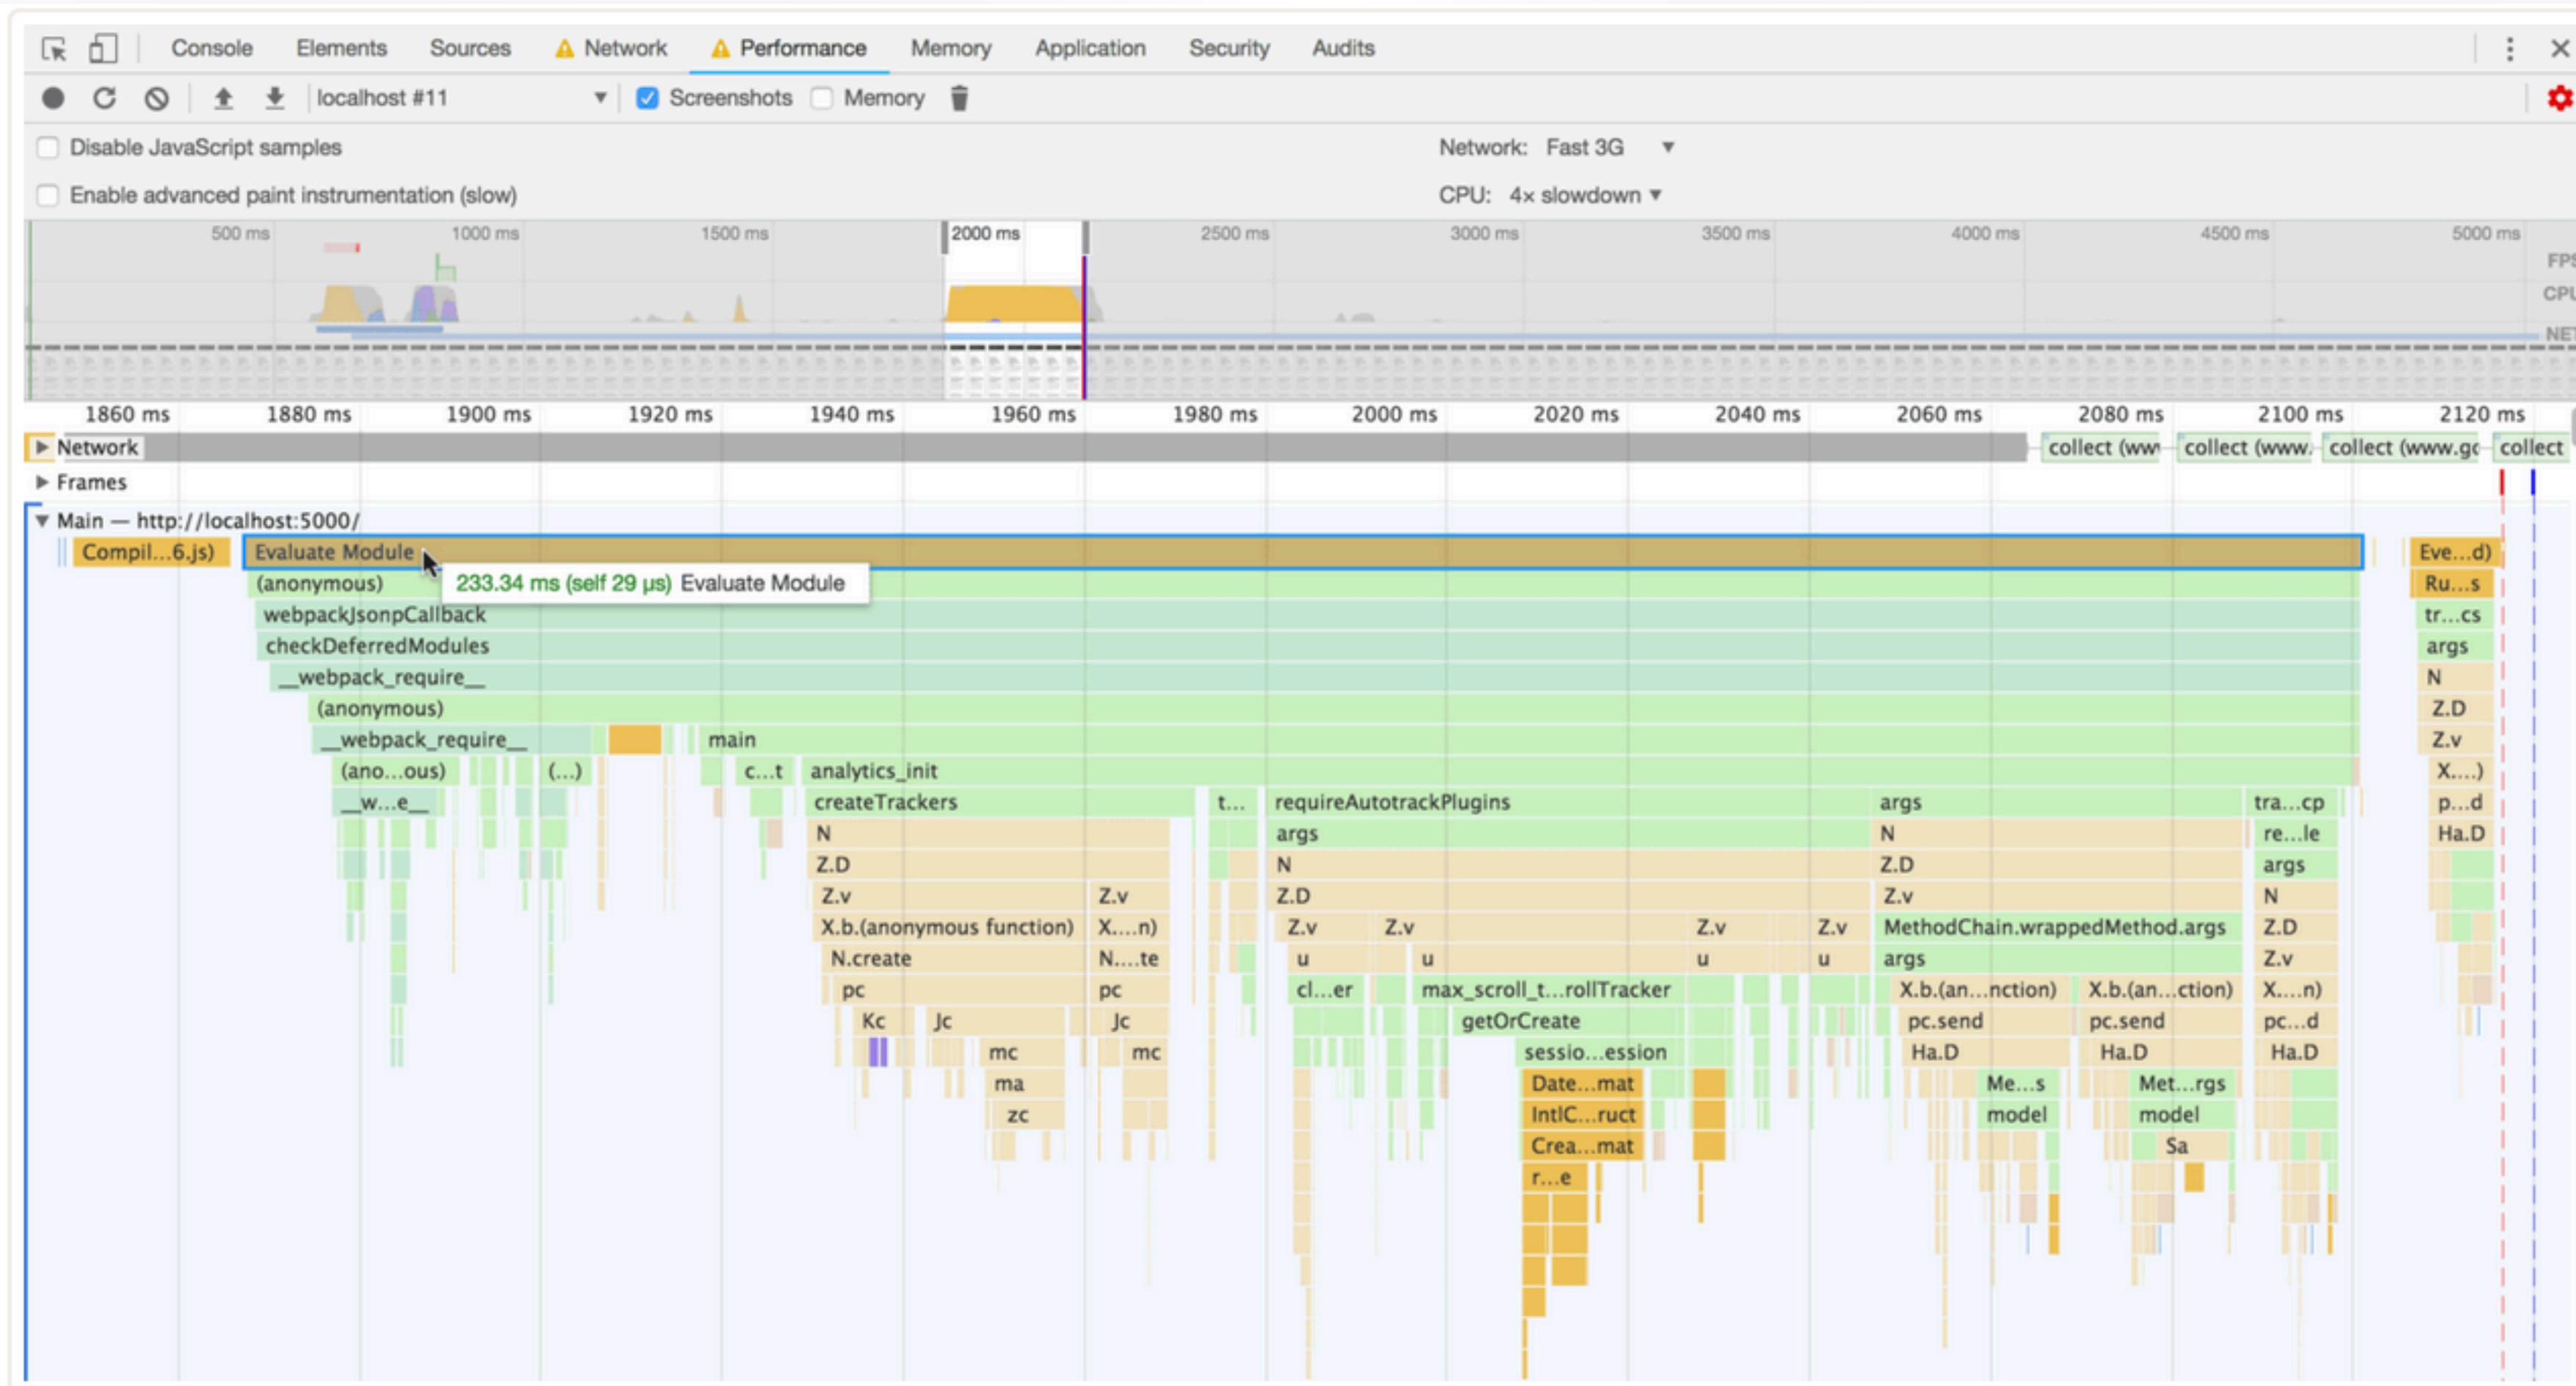 Console Elements Sources Network Performance Memory Application Security Audits
localhost #11 Screenshots Memory
Disable JavaScript samples Network: Fast 3G
Enable advanced paint instrumentation (slow) CPU: 4× slowdown
500 ms 1000 ms 1500 ms 2000 ms 2500 ms 3000 ms 3500 ms 4000 ms 4500 ms 5000 ms
FPS
CPU
NET
1860 ms 1880 ms 1900 ms 1920 ms 1940 ms 1960 ms 1980 ms 2000 ms 2020 ms 2040 ms 2060 ms 2080 ms 2100 ms 2120 ms
Network collect (ww collect (www. collect (www.go collect
Frames
Main — http://localhost:5000/
Compil...6.js) Evaluate Module Eve...d)
(anonymous) 233.34 ms (self 29 µs) Evaluate Module Ru...s
webpackJsonpCallback tr...cs
checkDeferredModules args
__webpack_require__ N
(anonymous) Z.D
__webpack_require__ main Z.v
(ano...ous) (...) c...t analytics_init X....)
__w...e__ createTrackers t... requireAutotrackPlugins args tra...cp p...d
N args N re...le Ha.D
Z.D N Z.D args
Z.v Z.v Z.D Z.v N
X.b.(anonymous function) X....n) Z.v Z.v Z.v Z.v MethodChain.wrappedMethod.args Z.D
N.create N....te u u u u args Z.v
pc pc cl...er max_scroll_t...rollTracker X.b.(an...nction) X.b.(an...ction) X....n)
Kc Jc Jc getOrCreate pc.send pc.send pc...d
mc mc sessio...ession Ha.D Ha.D Ha.D
ma Date...mat Me...s Met...rgs
zc IntlC...ruct model model
Crea...mat Sa
r...e